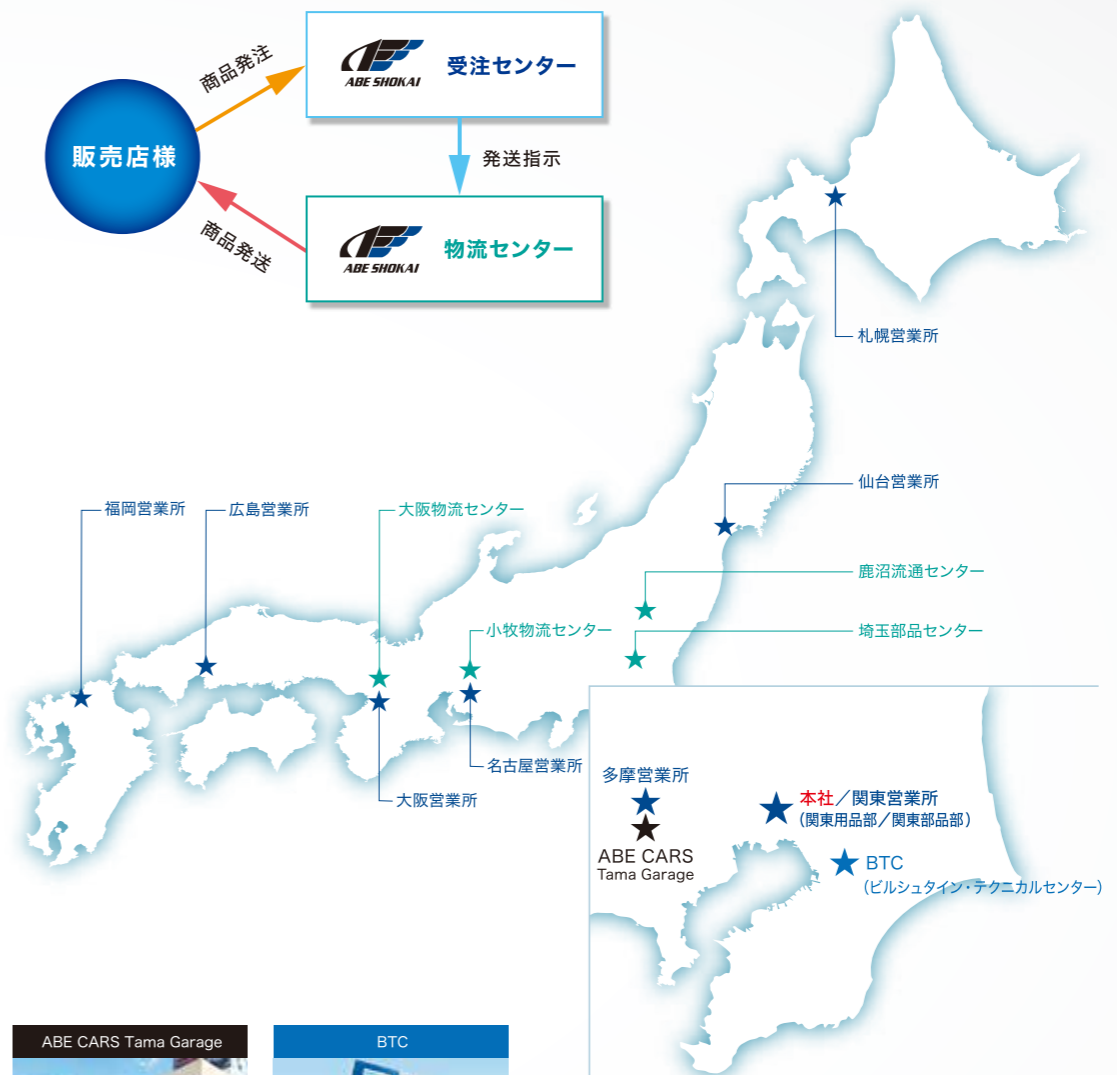 商品発注
ABE SHOKAI
受注センター
販売店様
発送指示
商品発送
ABE SHOKAI
物流センター
札幌営業所
仙台営業所
福岡営業所
広島営業所
大阪物流センター
鹿沼流通センター
小牧物流センター
埼玉部品センター
名古屋営業所
大阪営業所
多摩営業所
ABE CARS
Tama Garage
本社／関東営業所
（関東用品部／関東部品部）
BTC
（ビルシュタイン・テクニカルセンター）
ABE CARS Tama Garage
BTC